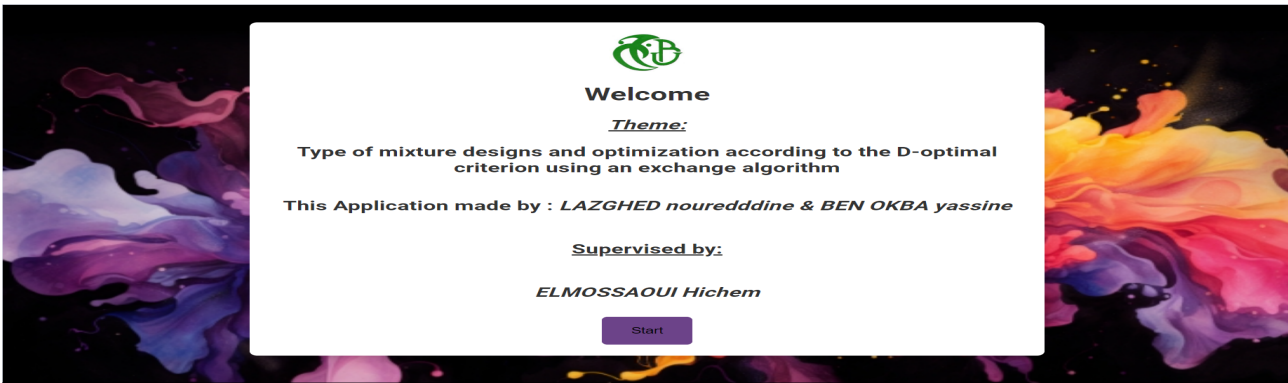 Welcome
Theme:
Type of mixture designs and optimization according to the D-optimal
criterion using an exchange algorithm
This Application made by : LAZGHED nouredddine & BEN OKBA yassine
Supervised by:
ELMOSSAOUI Hichem
Start